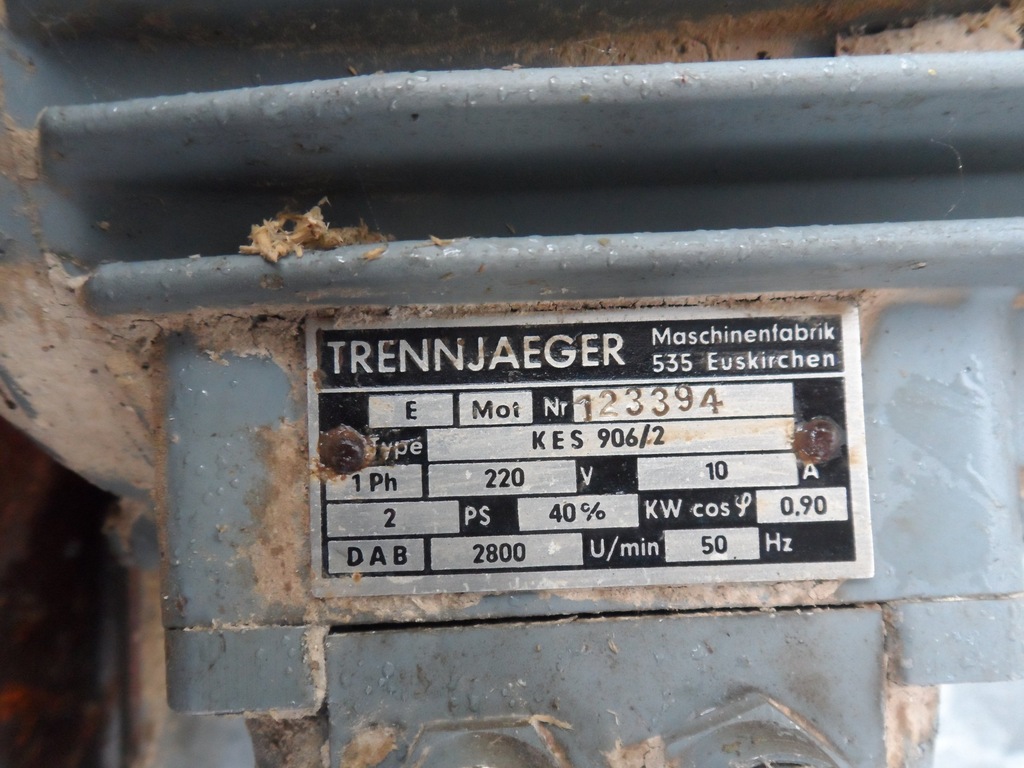 TRENNJAEGER Maschinenfabrik
535 Euskirchen
E Mot Nr 123394
Type KES 906/2
1 Ph 220 V 10 A
2 PS 40% KW cos φ 0,90
DAB 2800 U/min 50 Hz